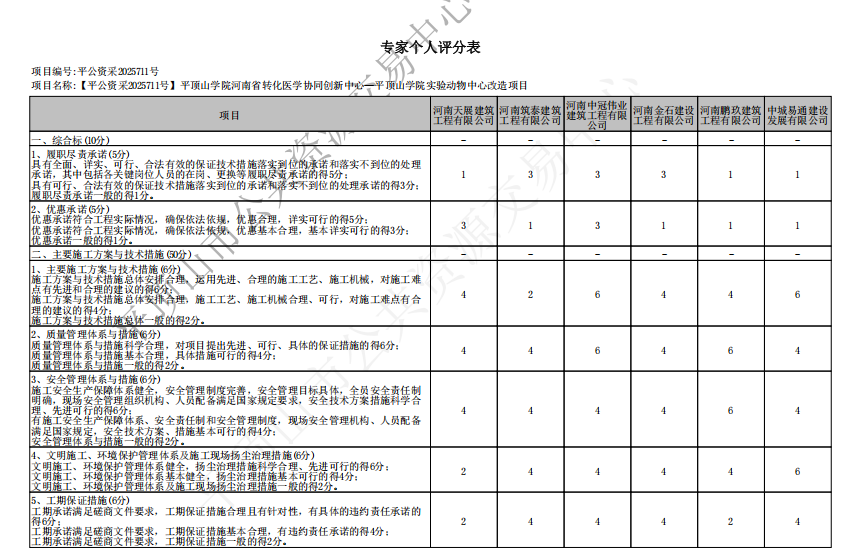 专家个人评分表
项目编号:平公资采2025711号
项目名称:【平公资采2025711号】平顶山学院河南省转化医学协同创新中心—平顶山学院实验动物中心改造项目
项目 河南天展建筑工程有限公司 河南筑泰建筑工程有限公司 河南中冠伟业建筑工程有限公司 河南金石建设工程有限公司 河南鹏玖建筑工程有限公司 中城易通建设发展有限公司
一、综合标(10分) - - - - - -
1、履职尽责承诺(5分)
具有全面、详实、可行、合法有效的保证技术措施落实到位的承诺和落实不到位的处理
承诺,其中包括各关键岗位人员的在岗、更换等履职尽责承诺的得5分;
具有可行、合法有效的保证技术措施落实到位的承诺和落实不到位的处理承诺的得3分;
履职尽责承诺一般的得1分。
1 3 3 3 1 1
2、优惠承诺(5分)
优惠承诺符合工程实际情况,确保依法依规,优惠合理,详实可行的得5分;
优惠承诺符合工程实际情况,确保依法依规、优惠基本合理,基本详实可行的得3分;
优惠承诺一般的得1分。
3 1 3 1 1 1
二、主要施工方案与技术措施(50分) - - - - - -
1、主要施工方案与技术措施(6分)
施工方案与技术措施总体安排合理、运用先进、合理的施工工艺、施工机械,对施工难
点有先进和合理的建议的得6分;
施工方案与技术措施总体安排合理,施工工艺、施工机械合理、可行,对施工难点有合
理的建议的得4分;
施工方案与技术措施总体一般的得2分。
4 2 6 4 4 6
2、质量管理体系与措施(6分)
质量管理体系与措施科学合理,对项目提出先进、可行、具体的保证措施的得6分;
质量管理体系与措施基本合理,具体措施可行的得4分;
质量管理体系与措施一般的得2分。
4 4 6 4 6 4
3、安全管理体系与措施(6分)
施工安全生产保障体系健全,安全管理制度完善,安全管理目标具体,全员安全责任制
明确,现场安全管理组织机构、人员配备满足国家规定要求,安全技术方案措施科学合
理、先进可行的得6分;
有施工安全生产保障体系、安全责任制和安全管理制度,现场安全管理机构、人员配备
满足国家规定,安全技术方案、措施基本可行的得4分;
安全管理体系与措施一般的得2分。
4 4 4 4 6 4
4、文明施工、环境保护管理体系及施工现场扬尘治理措施(6分)
文明施工、环境保护管理体系健全,扬尘治理措施科学合理、先进可行的得6分;
文明施工、环境保护管理体系基本健全,扬尘治理措施基本可行的得4分;
文明施工、环境保护管理体系及施工现场扬尘治理措施一般的得2分。
2 4 4 4 4 6
5、工期保证措施(6分)
工期承诺满足磋商文件要求,工期保证措施合理且有针对性,有具体的违约责任承诺的
得6分;
工期承诺满足磋商文件要求,工期保证措施基本合理,有违约责任承诺的得4分;
工期承诺满足磋商文件要求,工期保证措施一般的得2分。
2 4 4 4 2 4
平顶山市公共资源交易中心
山市公共资源交易中心